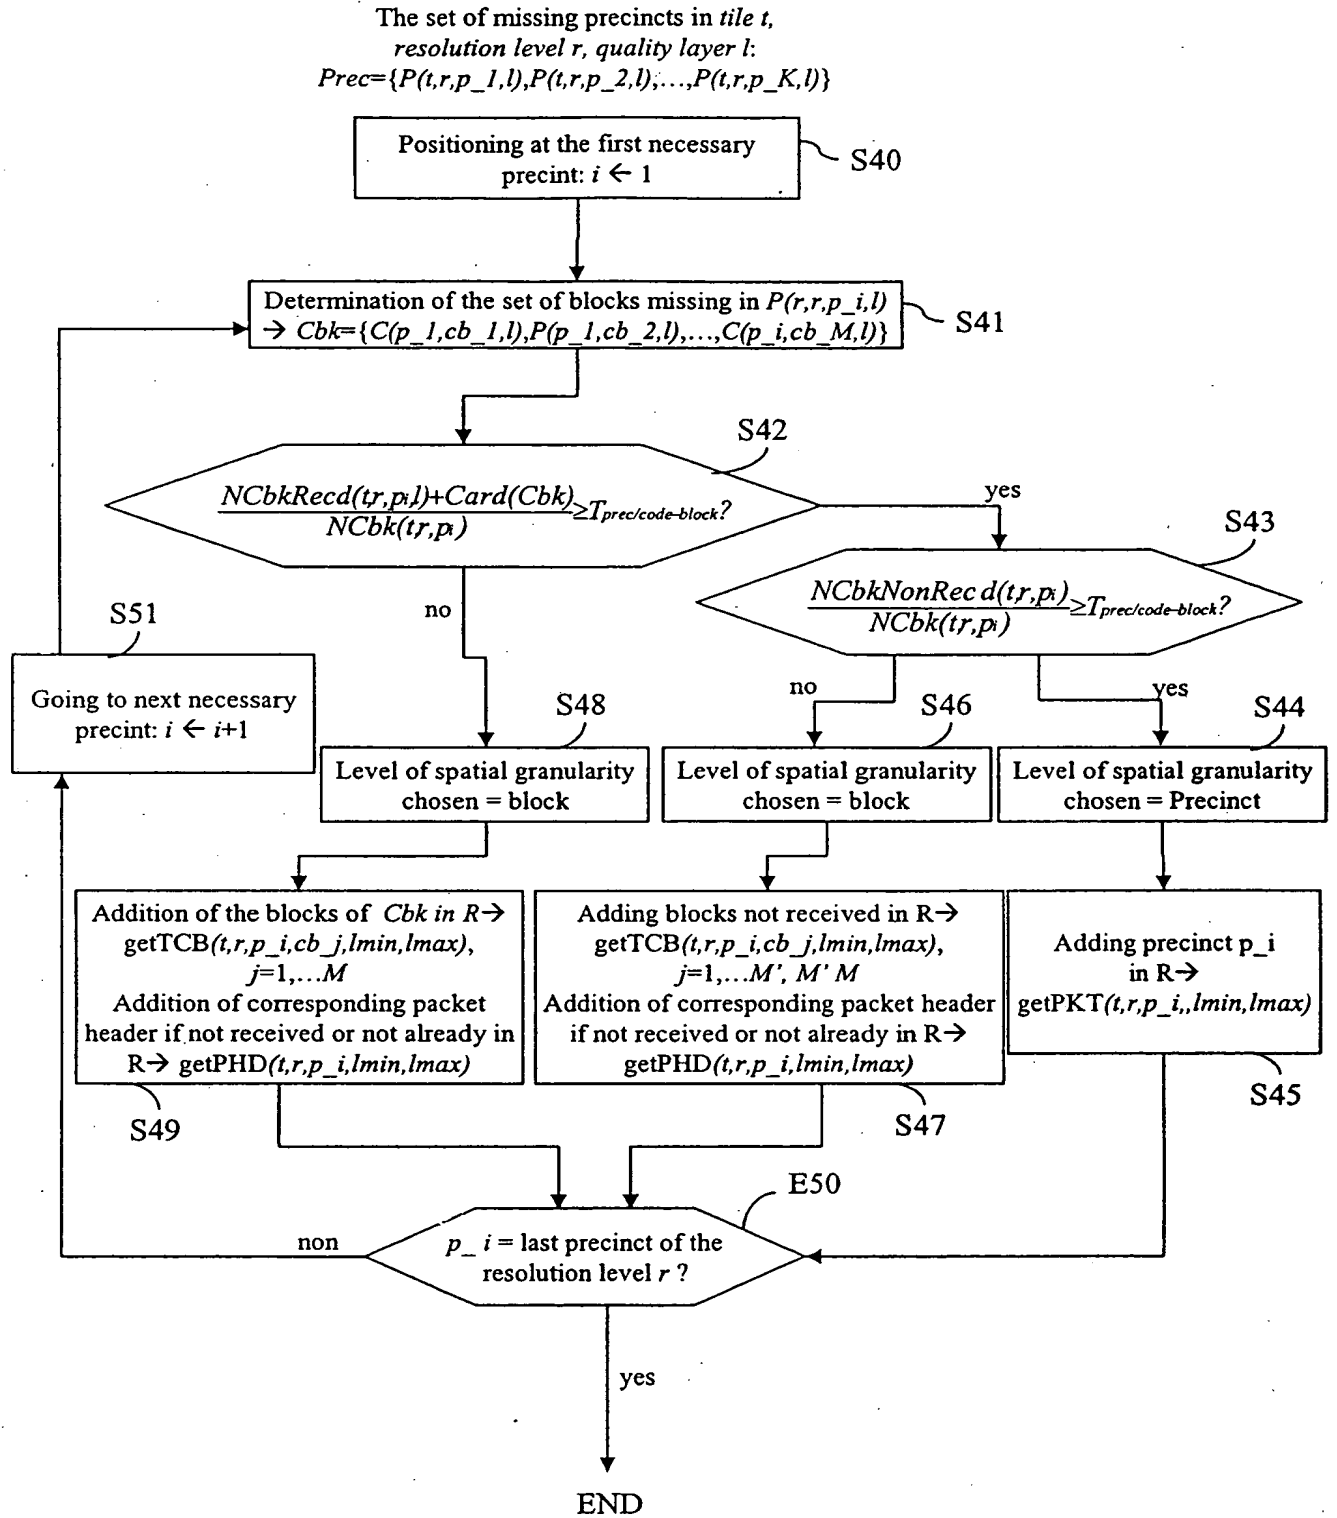 The set of missing precincts in tile t,
resolution level r, quality layer l:
Prec={P(t,r,p_1,l),P(t,r,p_2,l),…,P(t,r,p_K,l)}
Positioning at the first necessary
precint: i ← 1
S40
Determination of the set of blocks missing in P(r,r,p_i,l)
→ Cbk={C(p_1,cb_1,l),P(p_1,cb_2,l),…,C(p_i,cb_M,l)}
S41
S42
NCbkRecd(t,r,pi,l)+Card(Cbk)
NCbk(t,r,pi)
≥Tprec/code-block?
yes
no
S43
NCbkNonRec d(t,r,pi)
NCbk(t,r,pi)
≥Tprec/code-block?
no
yes
S51
Going to next necessary
precint: i ← i+1
S48
Level of spatial granularity
chosen = block
S46
Level of spatial granularity
chosen = block
S44
Level of spatial granularity
chosen = Precinct
Addition of the blocks of Cbk in R→
getTCB(t,r,p_i,cb_j,lmin,lmax),
j=1,…M
Addition of corresponding packet
header if not received or not already in
R→ getPHD(t,r,p_i,lmin,lmax)
S49
Adding blocks not received in R→
getTCB(t,r,p_i,cb_j,lmin,lmax),
j=1,…M', M' M
Addition of corresponding packet header
if not received or not already in R→
getPHD(t,r,p_i,lmin,lmax)
S47
Adding precinct p_i
in R→
getPKT(t,r,p_i,,lmin,lmax)
S45
E50
p_ i = last precinct of the
resolution level r ?
non
yes
END